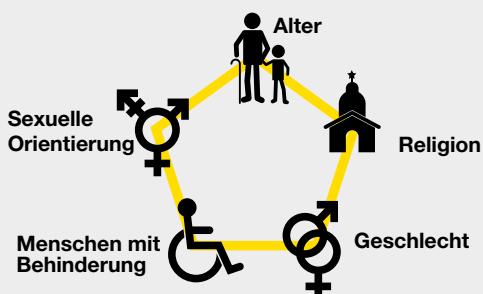 Alter
Religion
Geschlecht
Menschen mit
Behinderung
Sexuelle
Orientierung